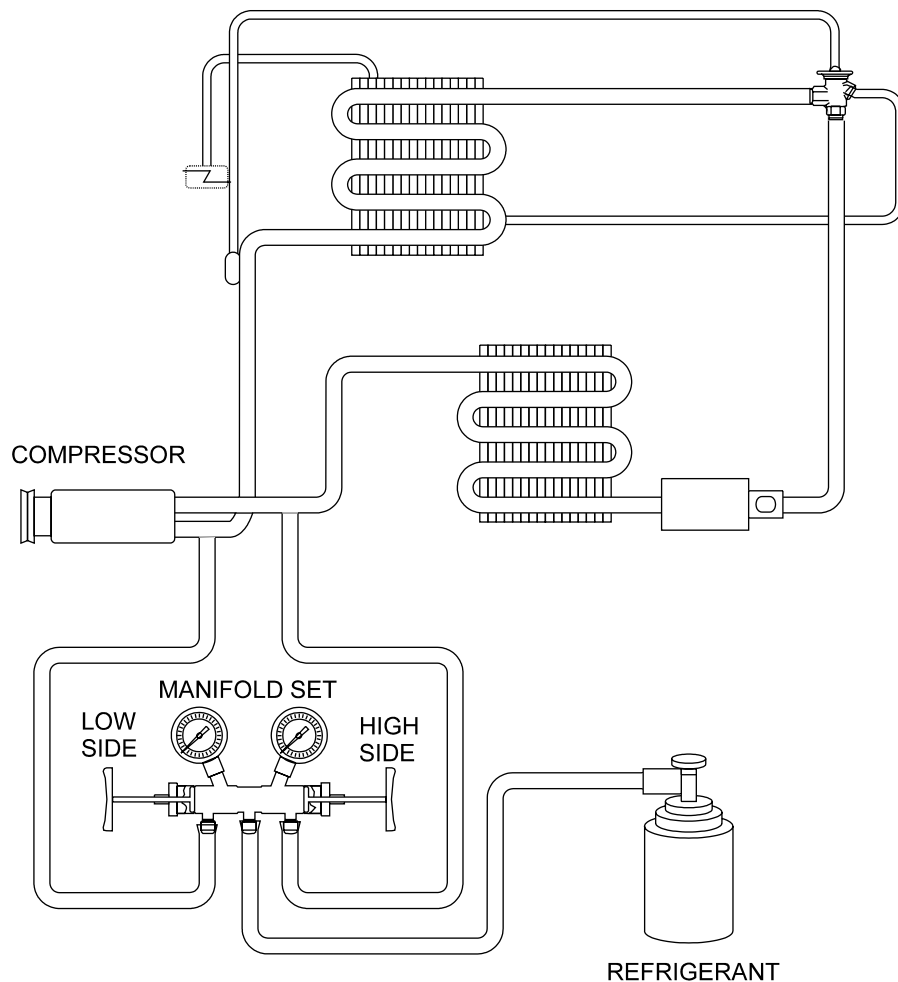 COMPRESSOR
MANIFOLD SET
LOW
SIDE
HIGH
SIDE
REFRIGERANT